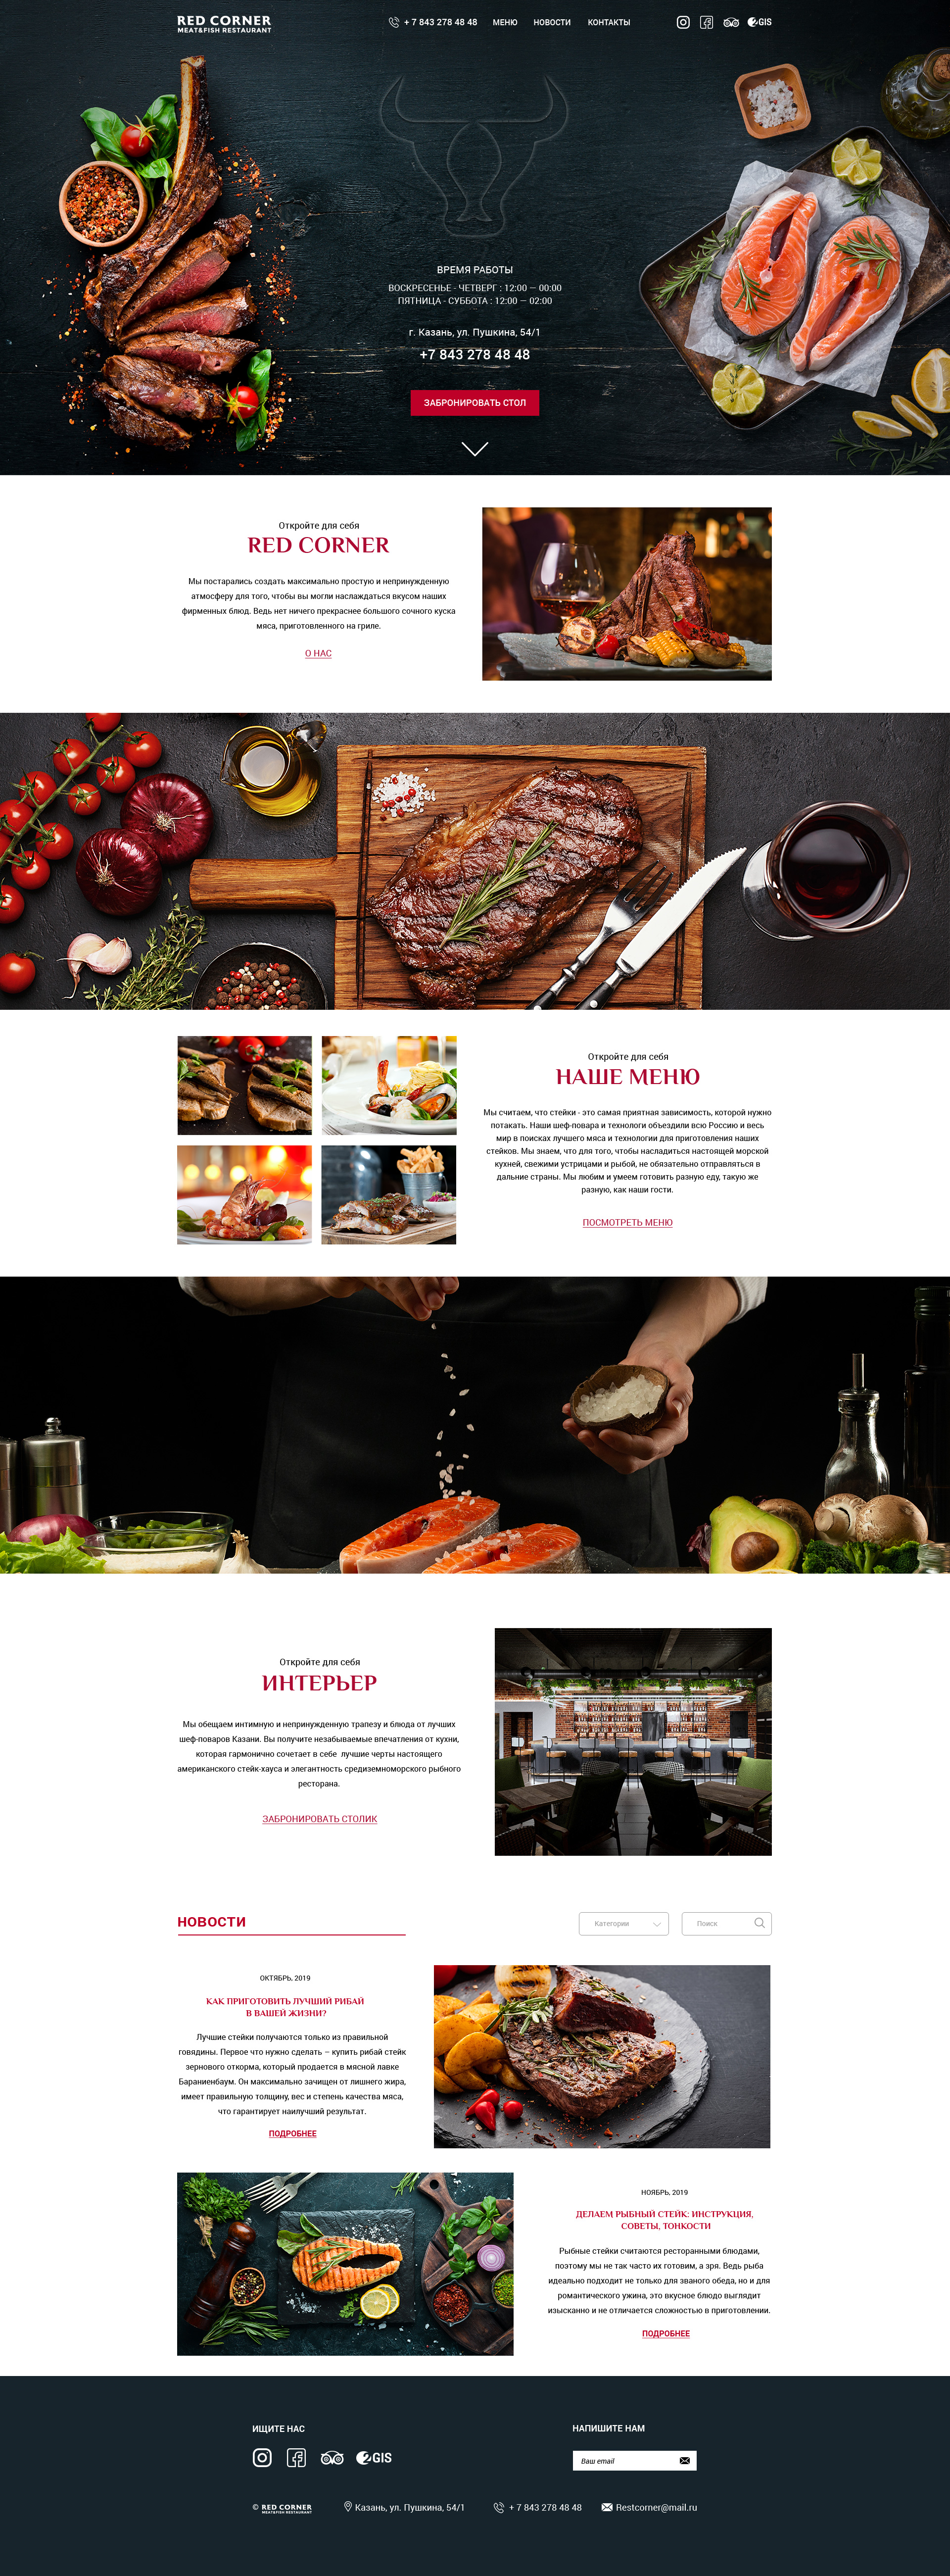 RED CORNER
MEAT&FISH RESTAURANT
+ 7 843 278 48 48
МЕНЮ
НОВОСТИ
КОНТАКТЫ
2GIS
ВРЕМЯ РАБОТЫ
ВОСКРЕСЕНЬЕ - ЧЕТВЕРГ : 12:00 — 00:00
ПЯТНИЦА - СУББОТА : 12:00 — 02:00
г. Казань, ул. Пушкина, 54/1
+7 843 278 48 48
ЗАБРОНИРОВАТЬ СТОЛ
Откройте для себя
RED CORNER
Мы постарались создать максимально простую и непринужденную
атмосферу для того, чтобы вы могли наслаждаться вкусом наших
фирменных блюд. Ведь нет ничего прекраснее большого сочного куска
мяса, приготовленного на гриле.
О НАС
Откройте для себя
НАШЕ МЕНЮ
Мы считаем, что стейки - это самая приятная зависимость, которой нужно
потакать. Наши шеф-повара и технологи объездили всю Россию и весь
мир в поисках лучшего мяса и технологии для приготовления наших
стейков. Мы знаем, что для того, чтобы насладиться настоящей морской
кухней, свежими устрицами и рыбой, не обязательно отправляться в
дальние страны. Мы любим и умеем готовить разную еду, такую же
разную, как наши гости.
ПОСМОТРЕТЬ МЕНЮ
Откройте для себя
ИНТЕРЬЕР
Мы обещаем интимную и непринужденную трапезу и блюда от лучших
шеф-поваров Казани. Вы получите незабываемые впечатления от кухни,
которая гармонично сочетает в себе лучшие черты настоящего
американского стейк-хауса и элегантность средиземноморского рыбного
ресторана.
ЗАБРОНИРОВАТЬ СТОЛИК
НОВОСТИ
Категории
Поиск
ОКТЯБРЬ, 2019
КАК ПРИГОТОВИТЬ ЛУЧШИЙ РИБАЙ
В ВАШЕЙ ЖИЗНИ?
Лучшие стейки получаются только из правильной
говядины. Первое что нужно сделать – купить рибай стейк
зернового откорма, который продается в мясной лавке
Бараниенбаум. Он максимально зачищен от лишнего жира,
имеет правильную толщину, вес и степень качества мяса,
что гарантирует наилучший результат.
ПОДРОБНЕЕ
НОЯБРЬ, 2019
ДЕЛАЕМ РЫБНЫЙ СТЕЙК: ИНСТРУКЦИЯ,
СОВЕТЫ, ТОНКОСТИ
Рыбные стейки считаются ресторанными блюдами,
поэтому мы не так часто их готовим, а зря. Ведь рыба
идеально подходит не только для званого обеда, но и для
романтического ужина, это вкусное блюдо выглядит
изысканно и не отличается сложностью в приготовлении.
ПОДРОБНЕЕ
ИЩИТЕ НАС
2GIS
НАПИШИТЕ НАМ
Ваш email
© RED CORNER
MEAT&FISH RESTAURANT
Казань, ул. Пушкина, 54/1
+ 7 843 278 48 48
Restcorner@mail.ru